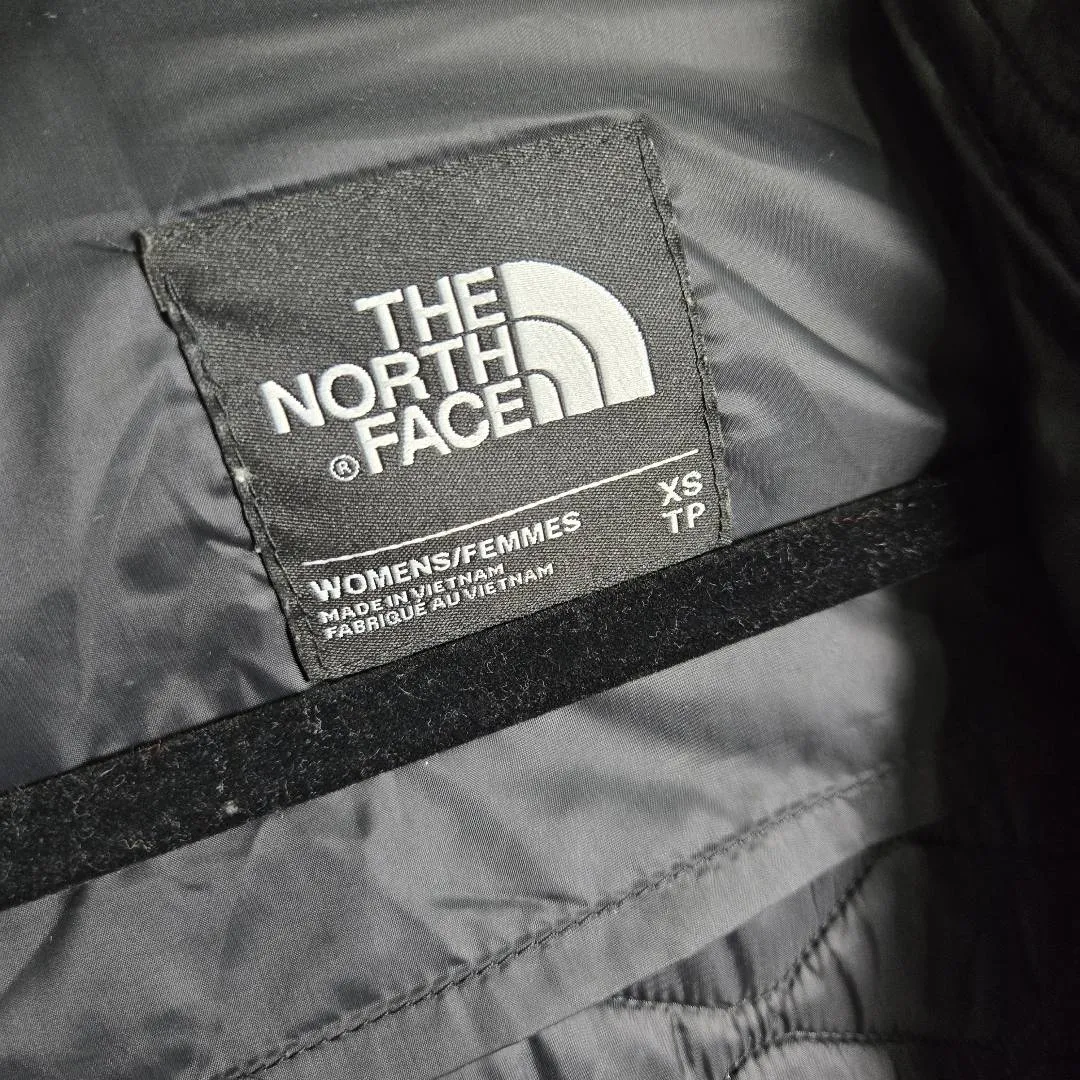 THE
NORTH
FACE
®
XS
WOMENS/FEMMES TP
MADE IN VIETNAM
FABRIQUE AU VIETNAM